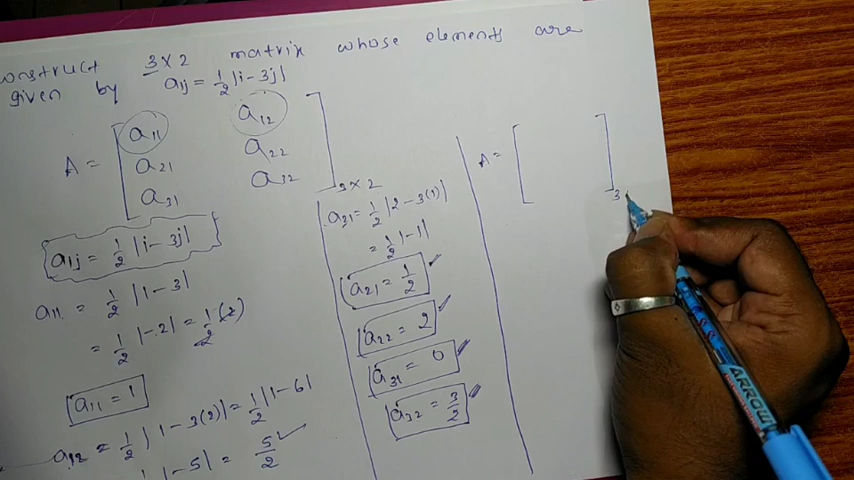 onstruct 3×2 matrix whose elements are
given by aij = 1/2 |i - 3j|
A = [ a11 a12
a21 a22
a31 a32 ] 3×2
aij = 1/2 |i - 3j|
a11 = 1/2 |1 - 3|
= 1/2 |-2| = 1/2 (2)
a11 = 1
a12 = 1/2 |1 - 3(2)| = 1/2 |1 - 6|
|-5| = 5/2 ✓
a31 = 1/2 |2 - 3(1)|
= 1/2 |-1|
a21 = 1/2 ✓
a22 = 2 ✓
a31 = 0 ✓
a32 = 3/2 ✓
A = [ ] 3
ARROW